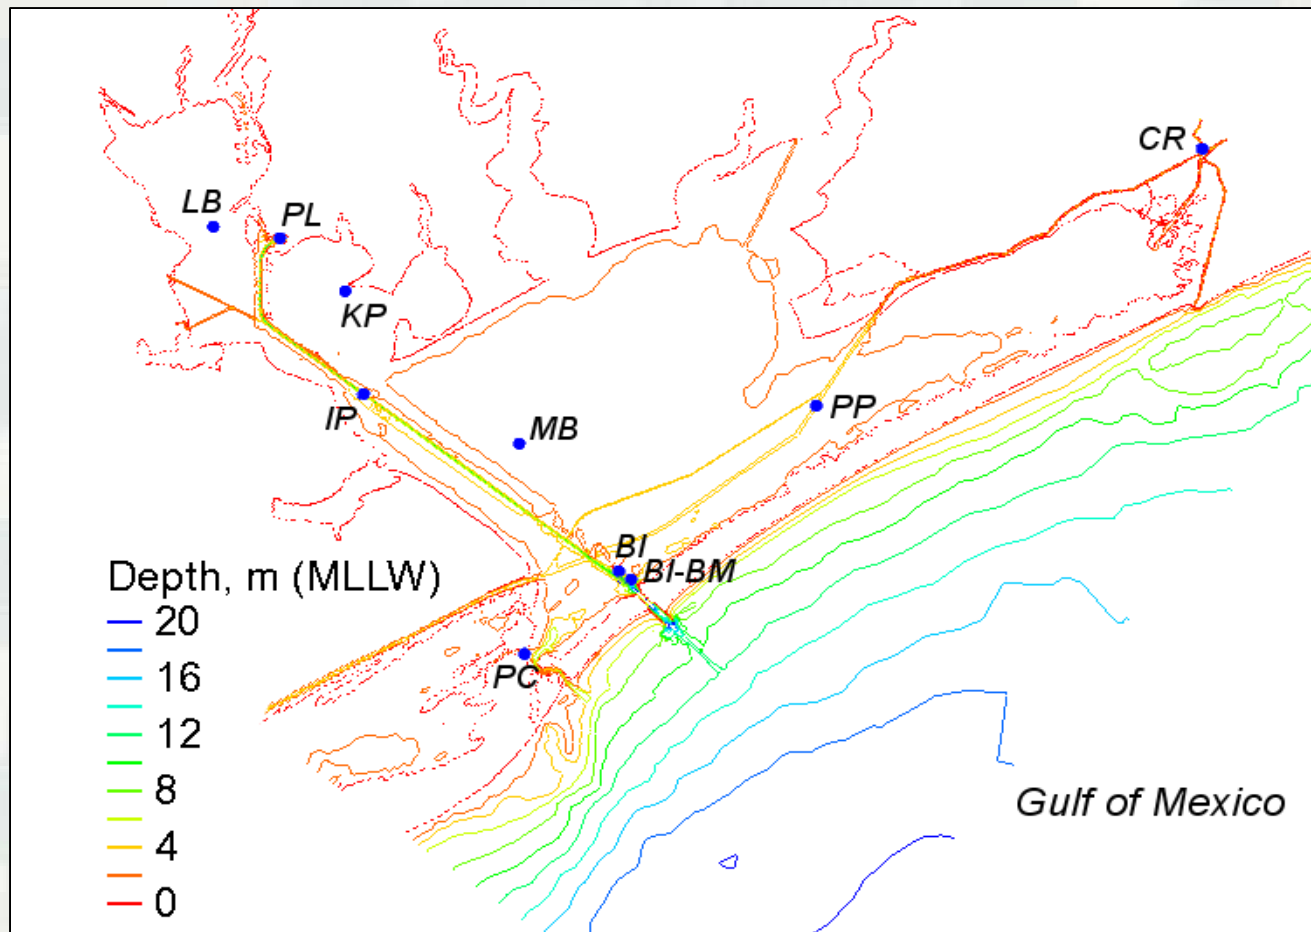 CR
LB
PL
KP
IP
MB
PP
BI
BI-BM
Depth, m (MLLW)
20
16
12
8
4
0
PC
Gulf of Mexico